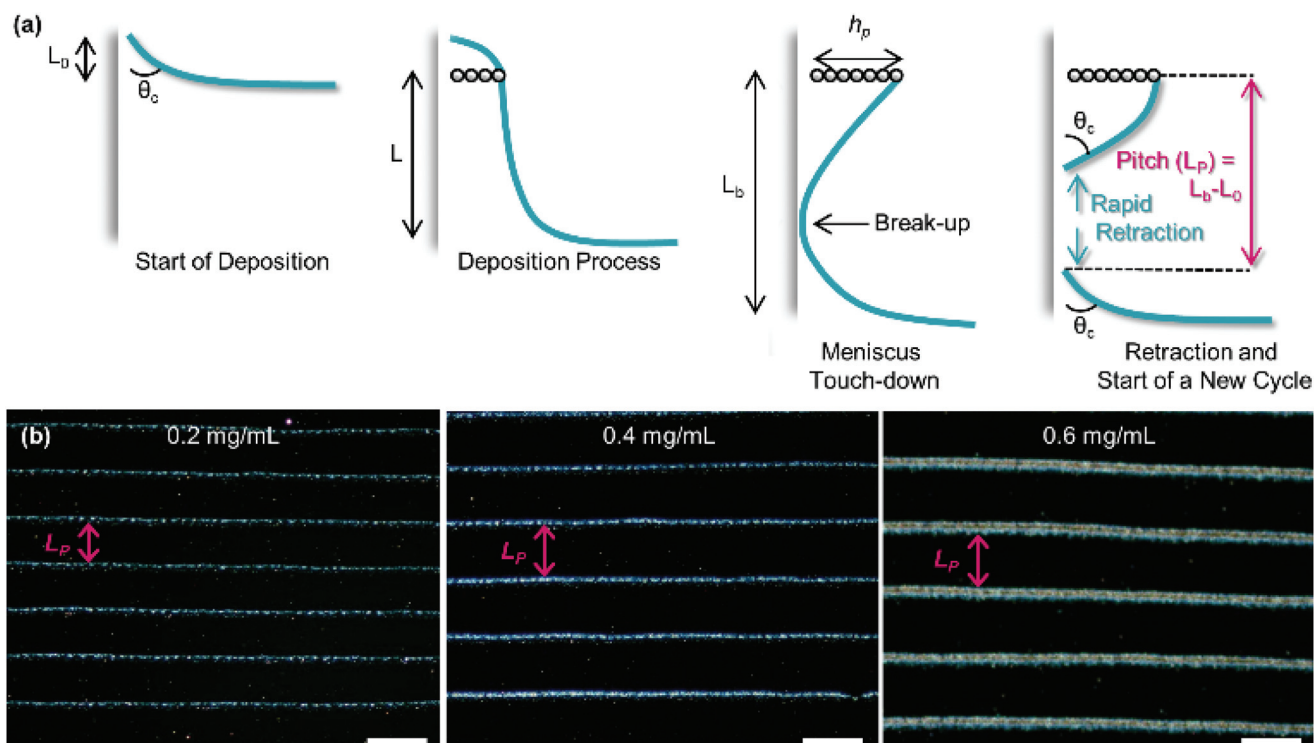 (a)
L0
θc
Start of Deposition
L
Deposition Process
hp
Lb
Break-up
Meniscus
Touch-down
θc
Pitch (LP) =
Lb-L0
Rapid
Retraction
θc
Retraction and
Start of a New Cycle
(b)
0.2 mg/mL
LP
0.4 mg/mL
LP
0.6 mg/mL
LP